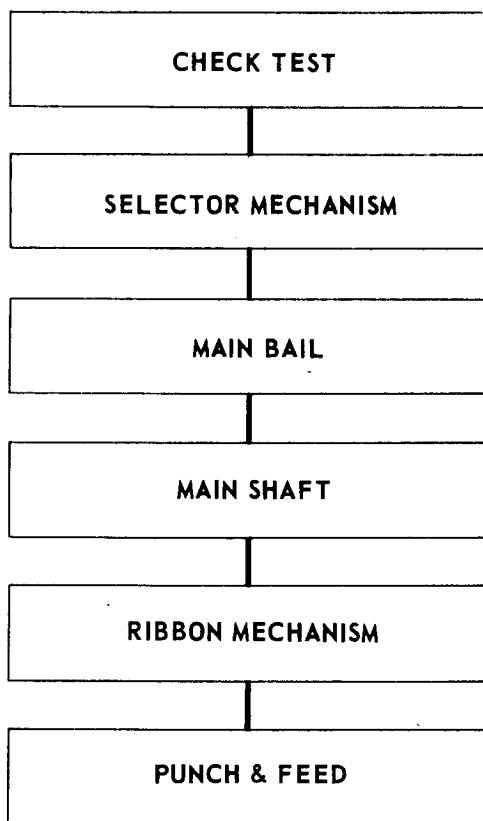 CHECK TEST
SELECTOR MECHANISM
MAIN BAIL
MAIN SHAFT
RIBBON MECHANISM
PUNCH & FEED